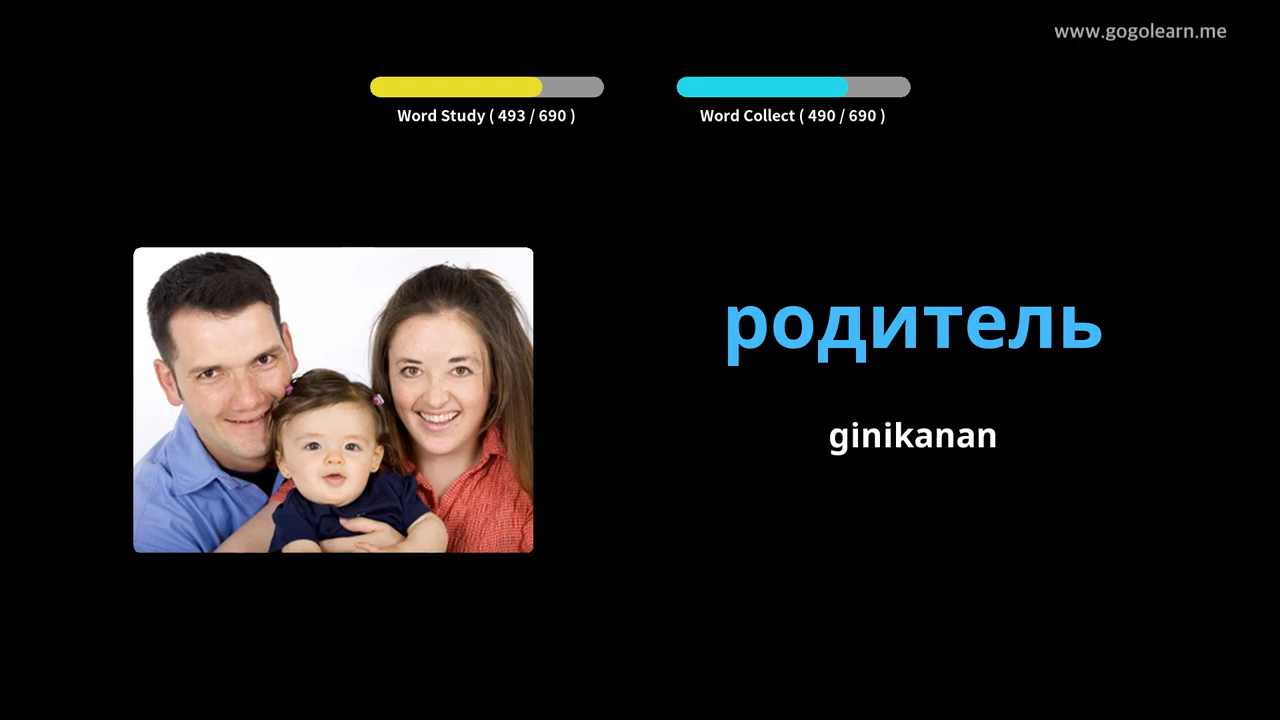 www.gogolearn.me
Word Study ( 493 / 690 )
Word Collect ( 490 / 690 )
родитель
ginikanan